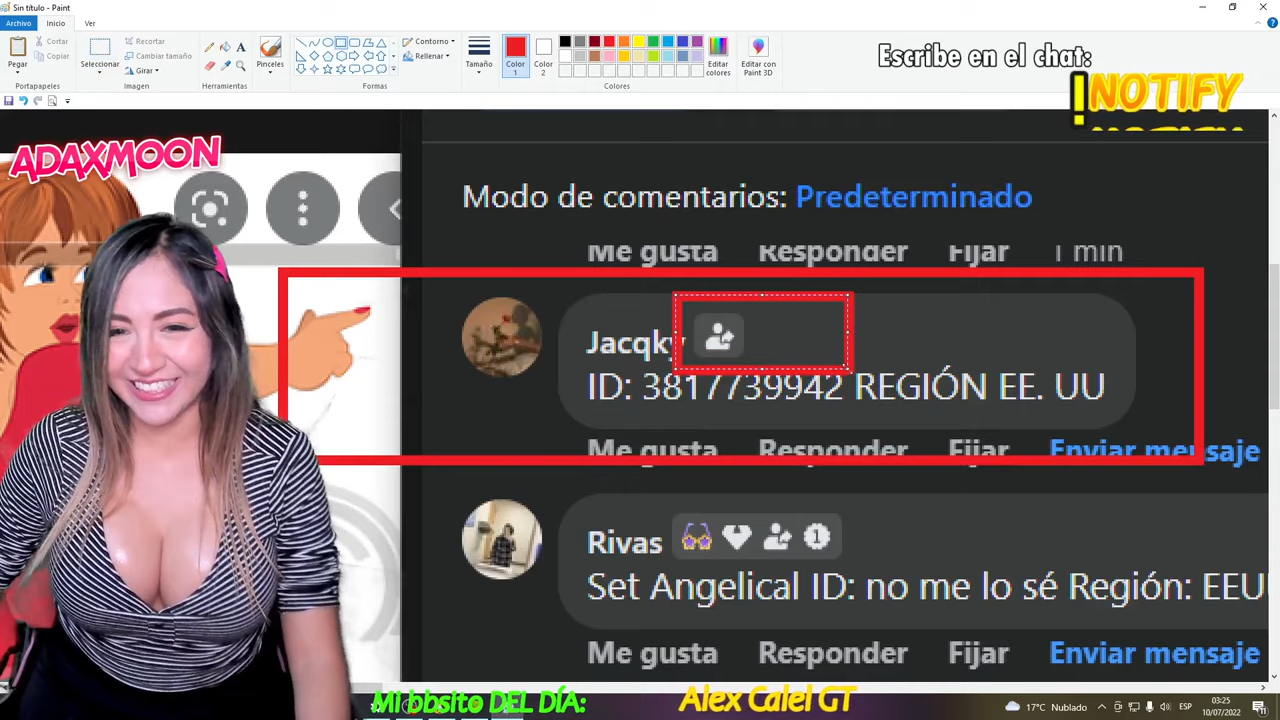 Sin título - Paint
Archivo Inicio Ver
Pegar
Cortar
Copiar
Portapapeles
Seleccionar
Recortar
Cambiar tamaño
Girar
Imagen
A
Herramientas
Pinceles
Contorno
Rellenar
Formas
Tamaño
Color 1
Color 2
Editar colores
Colores
Editar con Paint 3D
Escribe en el chat:
!NOTIFY
NOTIFY
ADAXMOON
Modo de comentarios: Predeterminado
Me gusta Responder Fijar 1 min
Jacqky
ID: 3817739942 REGIÓN EE. UU
Me gusta Responder Fijar Enviar mensaje
Rivas 1
Set Angelical ID: no me lo sé Región: EEU
Me gusta Responder Fijar Enviar mensaje
Mi bbsito DEL DÍA: Alex Calel GT
17°C Nublado ESP
03:25
10/07/2022